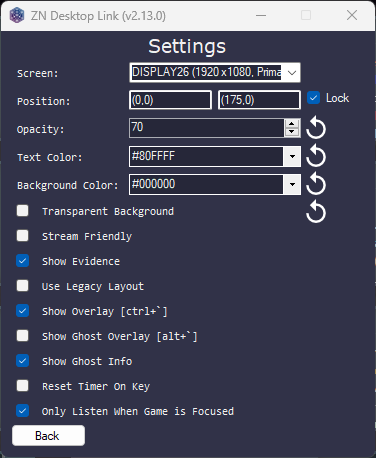 ZN Desktop Link (v2.13.0)
Settings
Screen: DISPLAY26 (1920 x1080, Prima
Position: (0,0) (175,0) Lock
Opacity: 70
Text Color: #80FFFF
Background Color: #000000
Transparent Background
Stream Friendly
Show Evidence
Use Legacy Layout
Show Overlay [ctrl+`]
Show Ghost Overlay [alt+`]
Show Ghost Info
Reset Timer On Key
Only Listen When Game is Focused
Back